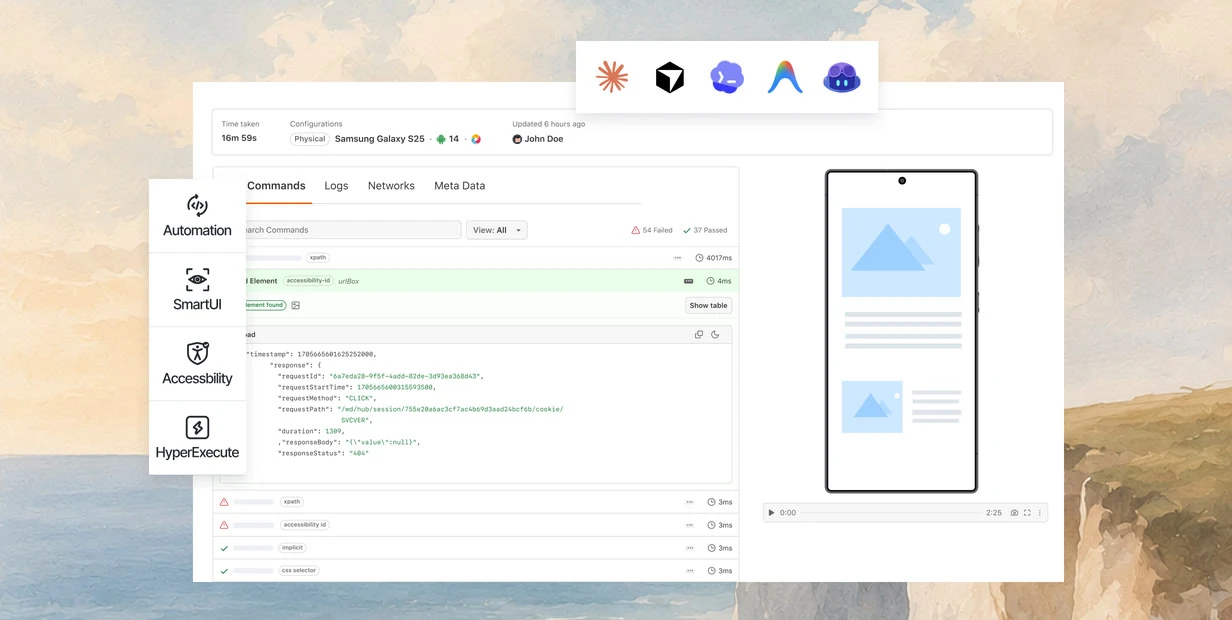 Time taken
Configurations
Updated 6 hours ago
16m 59s
Physical
Samsung Galaxy S25 · 14 ·
John Doe
Automation
SmartUI
Accessbility
HyperExecute
Commands
Logs
Networks
Meta Data
earch Commands
View: All
54 Failed
37 Passed
xpath
4017ms
l Element
accessibility-id
urlBox
4ms
lement found
Show table
oad
"timestamp": 1705665601625252000,
"response": {
"requestId": "6a7eda28-9f5f-4add-82de-3d93ea368d43",
"requestStartTime": 1705665600315593500,
"requestMethod": "CLICK",
"requestPath": "/wd/hub/session/755e20a6ac3cf7ac4b69d3aad24bcf6b/cookie/
SVCVER",
"duration": 1309,
,"responseBody": "{\"value\":null}",
"responseStatus": "404"
xpath
3ms
accessibility id
3ms
implicit
3ms
css selector
3ms
0:00
2:25